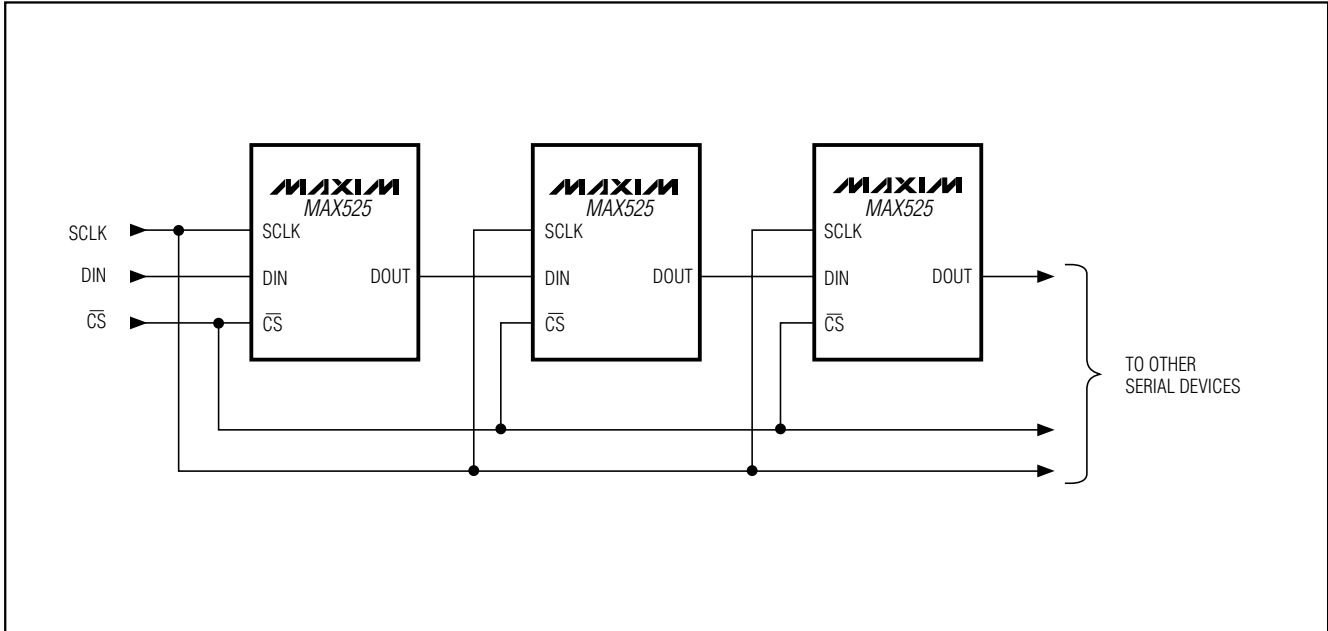 MAXIM
MAX525
SCLK
DIN
DOUT
CS
MAXIM
MAX525
SCLK
DIN
DOUT
CS
MAXIM
MAX525
SCLK
DIN
DOUT
CS
SCLK
DIN
CS
TO OTHER
SERIAL DEVICES